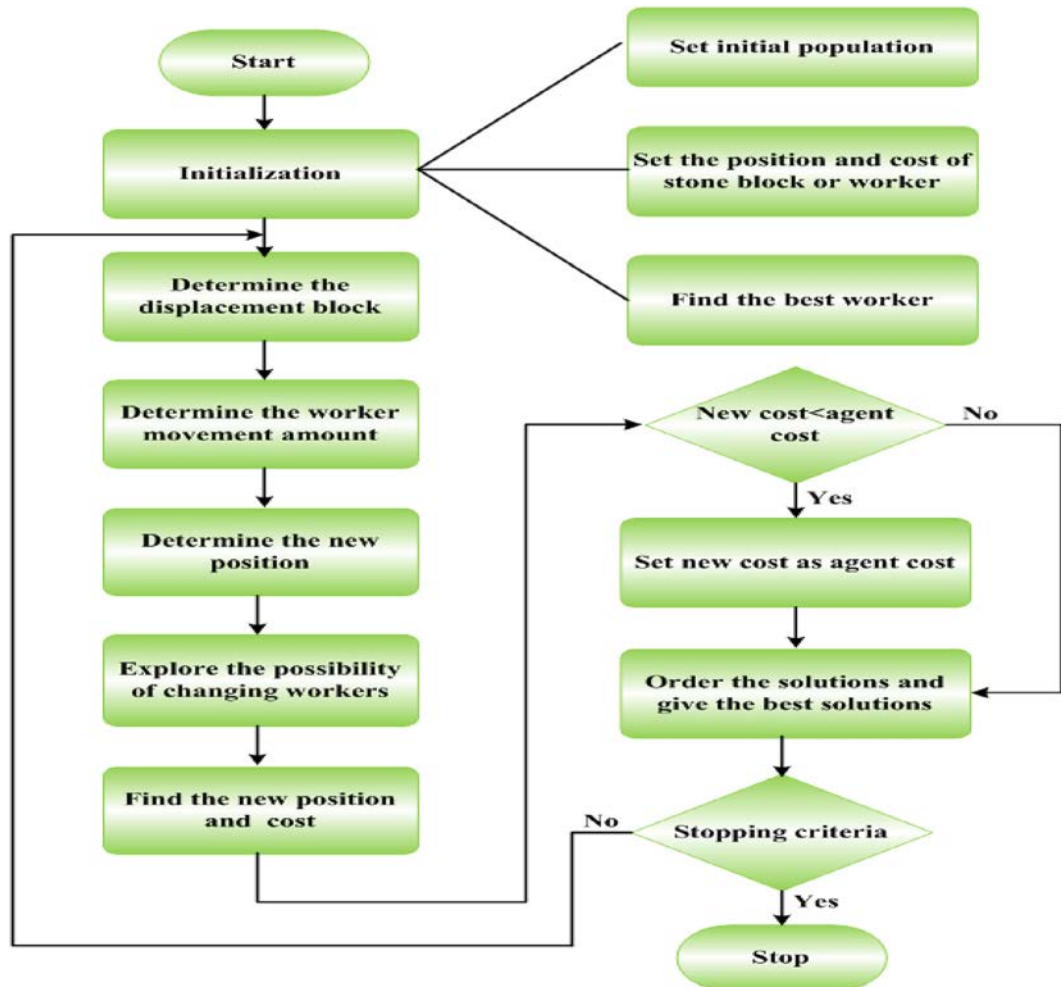 Start
Initialization
Set initial population
Set the position and cost of
stone block or worker
Find the best worker
Determine the
displacement block
Determine the worker
movement amount
Determine the new
position
Explore the possibility
of changing workers
Find the new position
and cost
New cost<agent
cost
No
Yes
Set new cost as agent cost
Order the solutions and
give the best solutions
Stopping criteria
No
Yes
Stop